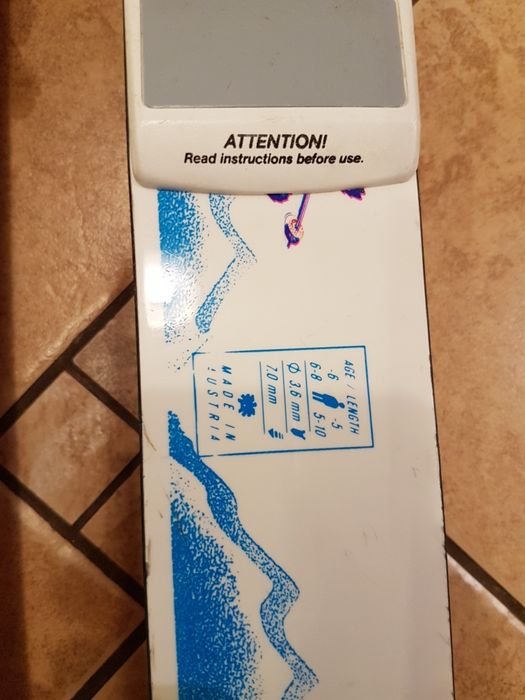 ATTENTION!
Read instructions before use.
AGE / LENGTH
-6 -5
6-8 5-10
Ø 3.6 mm
7.0 mm
MADE IN
AUSTRIA